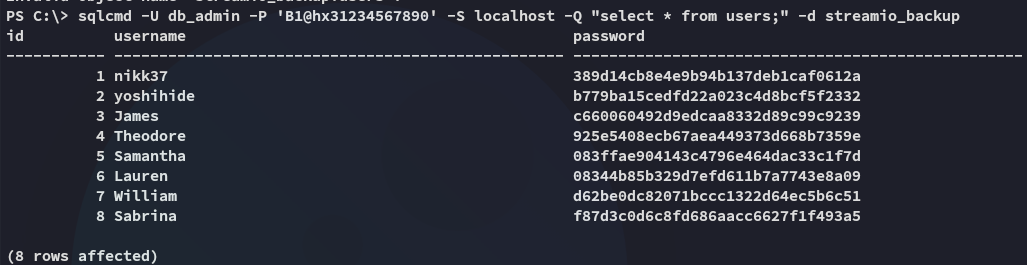 PS C:\> sqlcmd -U db_admin -P 'B1@hx31234567890' -S localhost -Q "select * from users;" -d streamio_backup
id username password
----------- -------------------------------------------------- --------------------------------------------------
1 nikk37 389d14cb8e4e9b94b137deb1caf0612a
2 yoshihide b779ba15cedfd22a023c4d8bcf5f2332
3 James c660060492d9edcaa8332d89c99c9239
4 Theodore 925e5408ecb67aea449373d668b7359e
5 Samantha 083ffae904143c4796e464dac33c1f7d
6 Lauren 08344b85b329d7efd611b7a7743e8a09
7 William d62be0dc82071bccc1322d64ec5b6c51
8 Sabrina f87d3c0d6c8fd686aacc6627f1f493a5
(8 rows affected)